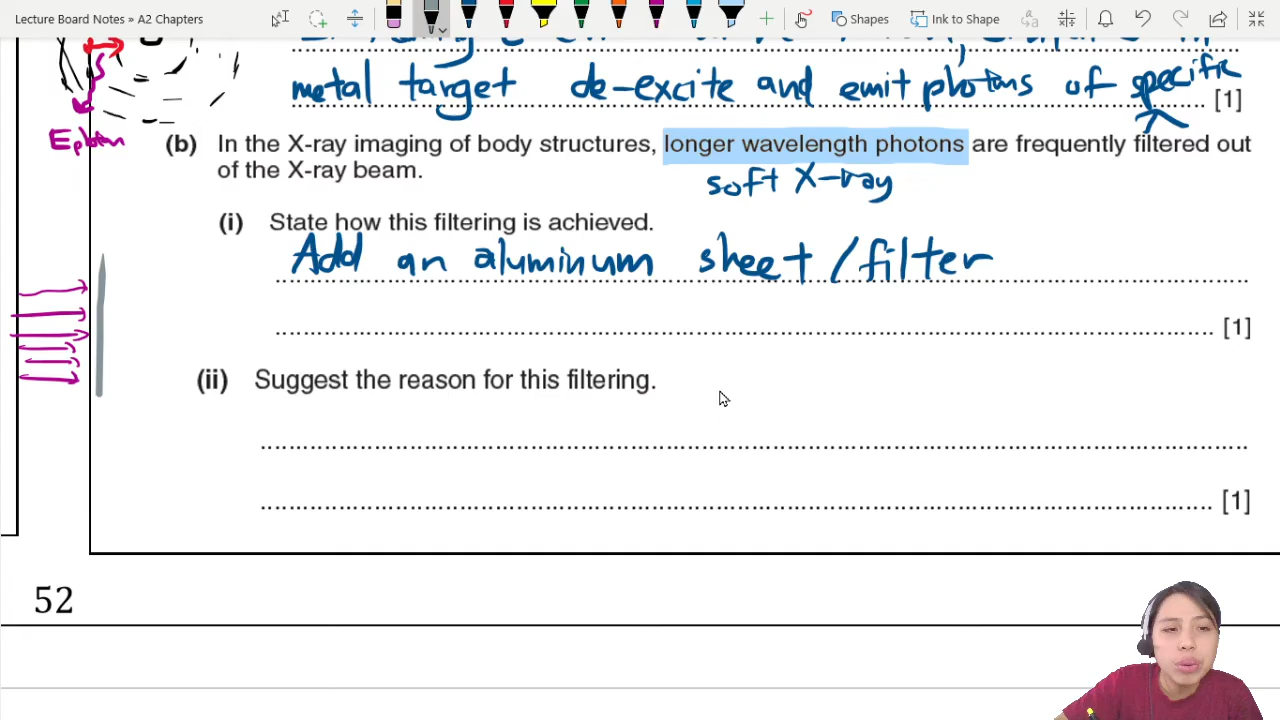 Lecture Board Notes » A2 Chapters
Shapes
Ink to Shape
metal target de-excite and emit photons of specific
[1]
Ephoton
(b) In the X-ray imaging of body structures, longer wavelength photons are frequently filtered out
of the X-ray beam.
soft X-ray
(i) State how this filtering is achieved.
Add an aluminum sheet / filter
[1]
(ii) Suggest the reason for this filtering.
[1]
52